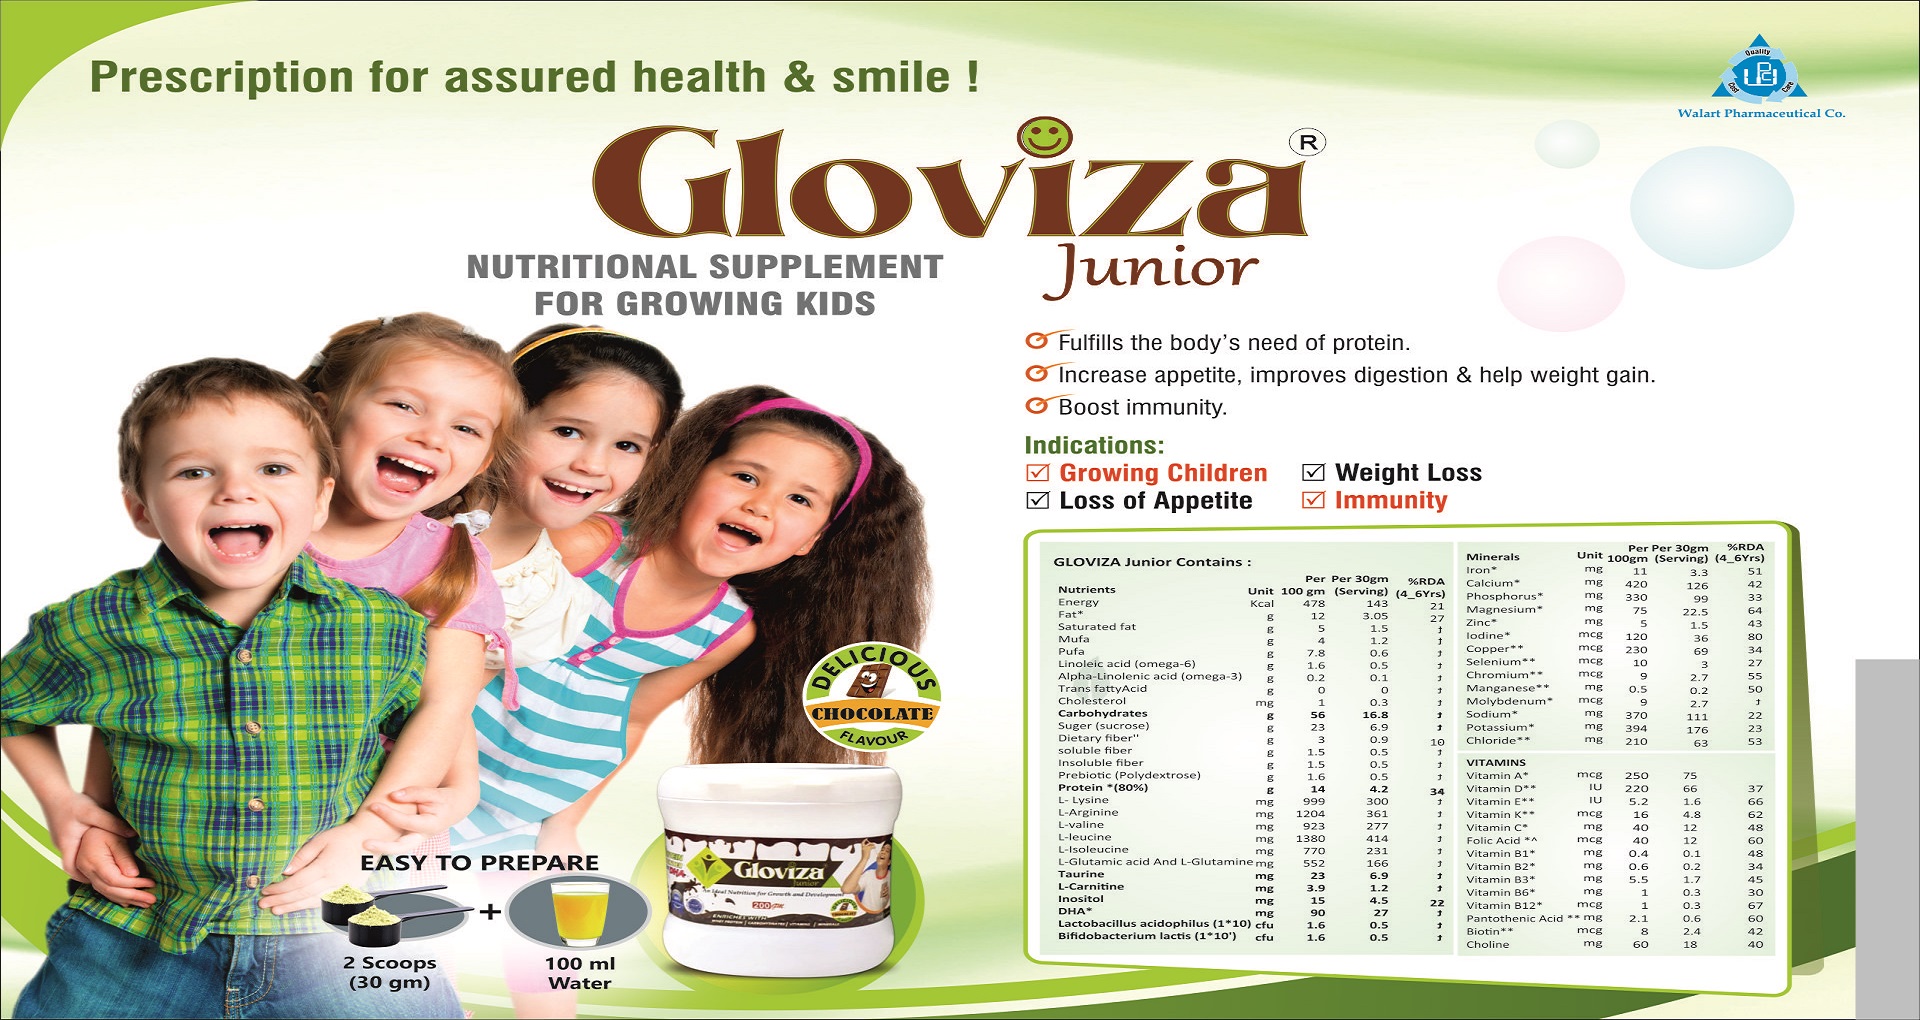 Prescription for assured health & smile !
Quality
Cost
Care
Walart Pharmaceutical Co.
Gloviza ®
Junior
NUTRITIONAL SUPPLEMENT
FOR GROWING KIDS
Fulfills the body's need of protein.
Increase appetite, improves digestion & help weight gain.
Boost immunity.
Indications:
Growing Children Weight Loss
Loss of Appetite Immunity
GLOVIZA Junior Contains :
Nutrients Unit Per 100 gm Per 30gm (Serving) %RDA (4_6Yrs)
Energy Kcal 478 143 21
Fat* g 12 3.05 27
Saturated fat g 5 1.5 †
Mufa g 4 1.2 †
Pufa g 7.8 0.6 †
Linoleic acid (omega-6) g 1.6 0.5 †
Alpha-Linolenic acid (omega-3) g 0.2 0.1 †
Trans fattyAcid g 0 0 †
Cholesterol mg 1 0.3 †
Carbohydrates g 56 16.8 †
Suger (sucrose) g 23 6.9 †
Dietary fiber" g 3 0.9 10
soluble fiber g 1.5 0.5 †
Insoluble fiber g 1.5 0.5 †
Prebiotic (Polydextrose) g 1.6 0.5 †
Protein *(80%) g 14 4.2 34
L- Lysine mg 999 300 †
L-Arginine mg 1204 361 †
L-valine mg 923 277 †
L-leucine mg 1380 414 †
L-Isoleucine mg 770 231 †
L-Glutamic acid And L-Glutamine mg 552 166 †
Taurine mg 23 6.9 †
L-Carnitine mg 3.9 1.2 †
Inositol mg 15 4.5 22
DHA* mg 90 27 †
Lactobacillus acidophilus (1*10) cfu 1.6 0.5 †
Bifidobacterium lactis (1*10') cfu 1.6 0.5 †
Minerals Unit Per 100gm Per 30gm (Serving) %RDA (4_6Yrs)
Iron* mg 11 3.3 51
Calcium* mg 420 126 42
Phosphorus* mg 330 99 33
Magnesium* mg 75 22.5 64
Zinc* mg 5 1.5 43
Iodine* mcg 120 36 80
Copper** mcg 230 69 34
Selenium** mcg 10 3 27
Chromium** mcg 9 2.7 55
Manganese** mg 0.5 0.2 50
Molybdenum* mcg 9 2.7 †
Sodium* mg 370 111 22
Potassium* mg 394 176 23
Chloride** mg 210 63 53
VITAMINS
Vitamin A* mcg 250 75
Vitamin D** IU 220 66 37
Vitamin E** IU 5.2 1.6 66
Vitamin K** mcg 16 4.8 62
Vitamin C* mg 40 12 48
Folic Acid *^ mcg 40 12 60
Vitamin B1* mg 0.4 0.1 48
Vitamin B2* mg 0.6 0.2 34
Vitamin B3* mg 5.5 1.7 45
Vitamin B6* mg 1 0.3 30
Vitamin B12* mcg 1 0.3 67
Pantothenic Acid ** mg 2.1 0.6 60
Biotin** mcg 8 2.4 42
Choline mg 60 18 40
DELICIOUS
CHOCOLATE
FLAVOUR
Gloviza
Junior
An Ideal Nutrition for Growth and Development
200
ENRICHES WITH
EASY TO PREPARE
+
2 Scoops
(30 gm)
100 ml
Water